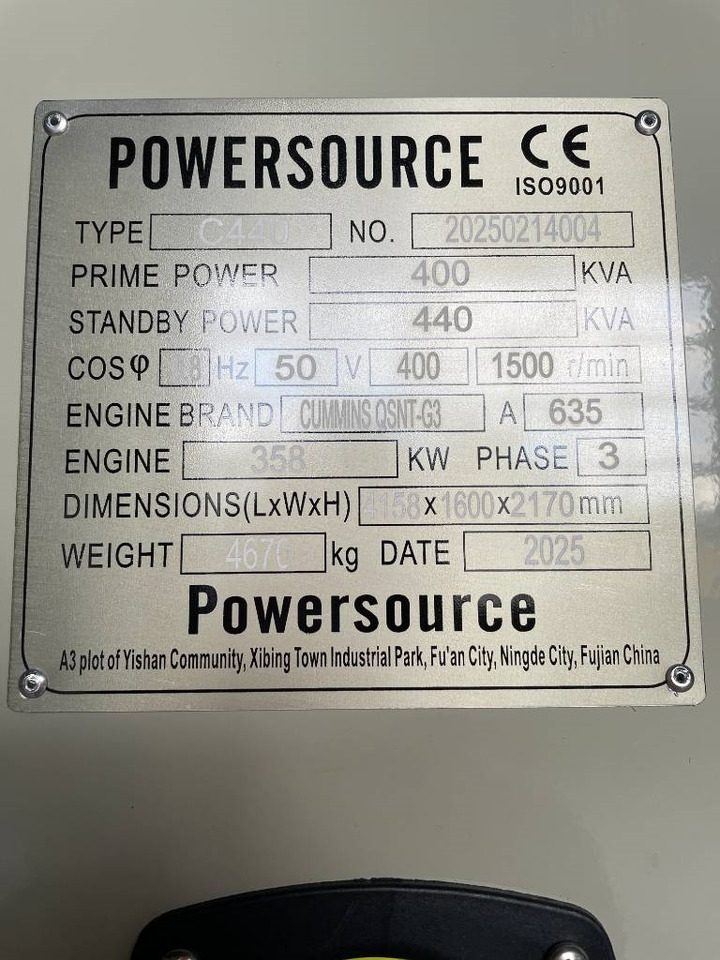 POWERSOURCE CE
ISO9001
TYPE C440 NO. 20250214004
PRIME POWER 400 KVA
STANDBY POWER 440 KVA
COSφ Hz 50 V 400 1500 r/min
ENGINE BRAND CUMMINS QSNT-G3 A 635
ENGINE 358 KW PHASE 3
DIMENSIONS(LxWxH) 4158x1600x2170mm
WEIGHT kg DATE 2025
Powersource
A3 plot of Yishan Community, Xibing Town Industrial Park, Fu'an City, Ningde City, Fujian China